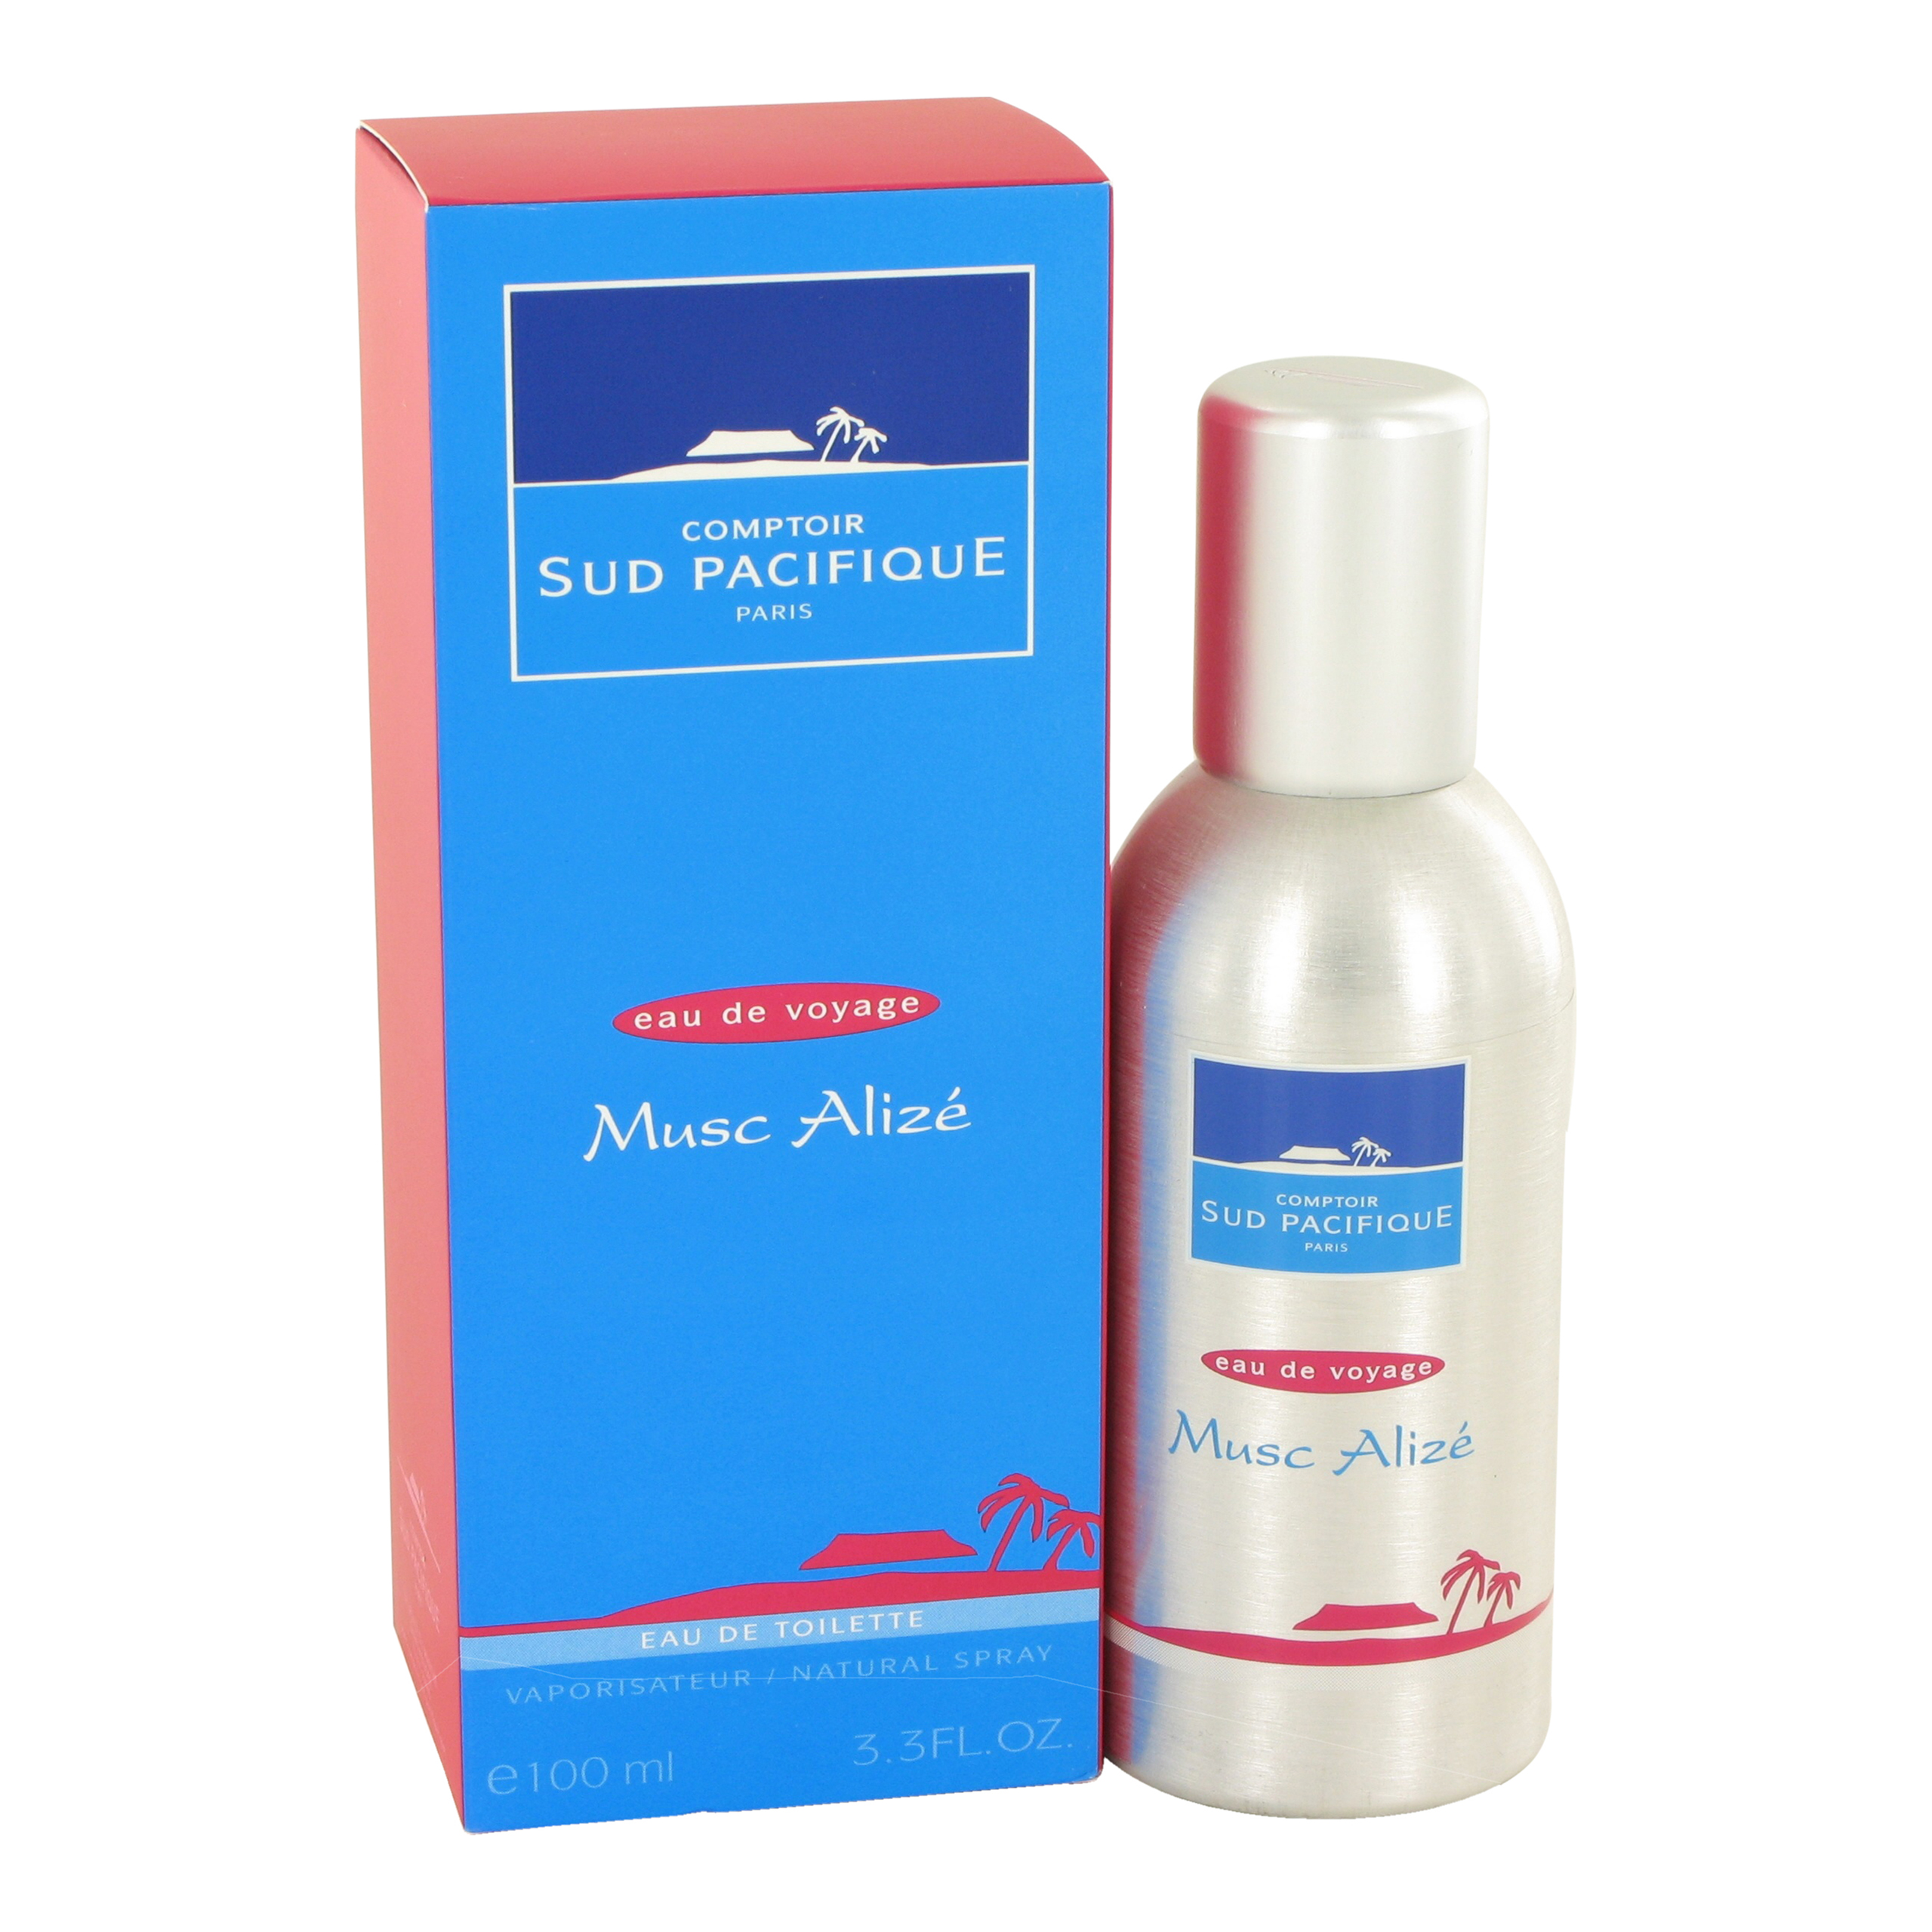 COMPTOIR
SUD PACIFIQUE
PARIS
eau de voyage
Musc Alizé
EAU DE TOILETTE
VAPORISATEUR / NATURAL SPRAY
e100 ml 3.3FL.OZ.
COMPTOIR
SUD PACIFIQUE
PARIS
eau de voyage
Musc Alizé